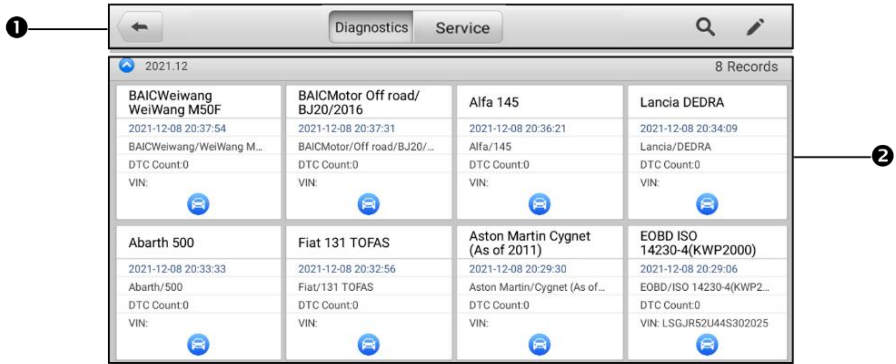 ❶
Diagnostics Service
2021.12 8 Records
BAICWeiwang
WeiWang M50F
2021-12-08 20:37:54
BAICWeiwang/WeiWang M...
DTC Count:0
VIN:
BAICMotor Off road/
BJ20/2016
2021-12-08 20:37:31
BAICMotor/Off road/BJ20/...
DTC Count:0
VIN:
Alfa 145
2021-12-08 20:36:21
Alfa/145
DTC Count:0
VIN:
Lancia DEDRA
2021-12-08 20:34:09
Lancia/DEDRA
DTC Count:0
VIN:
❷
Abarth 500
2021-12-08 20:33:33
Abarth/500
DTC Count:0
VIN:
Fiat 131 TOFAS
2021-12-08 20:32:56
Fiat/131 TOFAS
DTC Count:0
VIN:
Aston Martin Cygnet
(As of 2011)
2021-12-08 20:29:30
Aston Martin/Cygnet (As of...
DTC Count:0
VIN:
EOBD ISO
14230-4(KWP2000)
2021-12-08 20:29:06
EOBD/ISO 14230-4(KWP2...
DTC Count:0
VIN: LSGJR52U44S302025